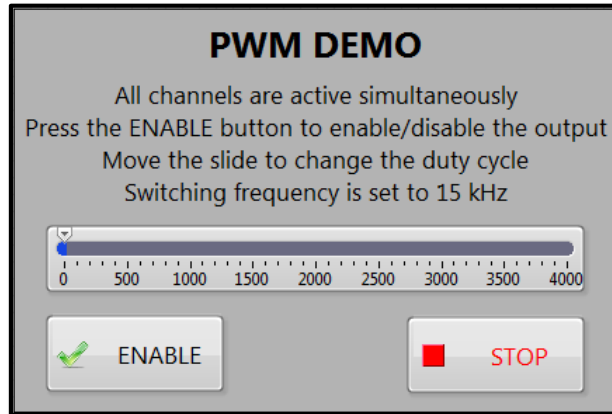 PWM DEMO
All channels are active simultaneously
Press the ENABLE button to enable/disable the output
Move the slide to change the duty cycle
Switching frequency is set to 15 kHz
0 500 1000 1500 2000 2500 3000 3500 4000
ENABLE STOP